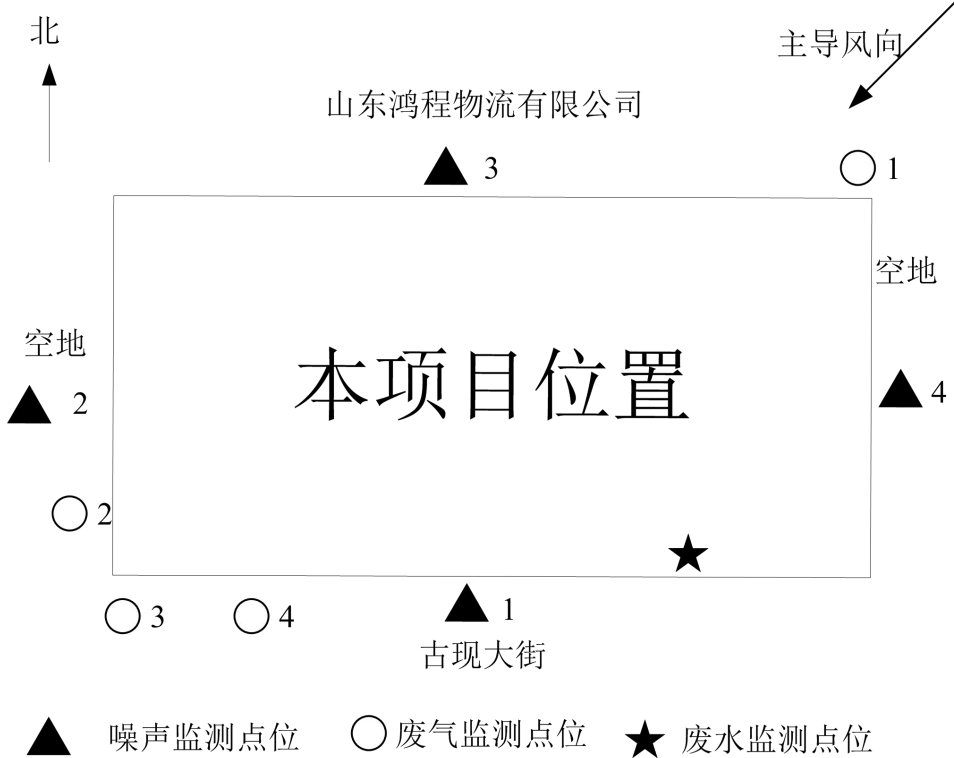 北
主导风向
山东鸿程物流有限公司
3
1
空地
空地
本项目位置
2
4
2
3
4
1
古现大街
噪声监测点位
废气监测点位
废水监测点位